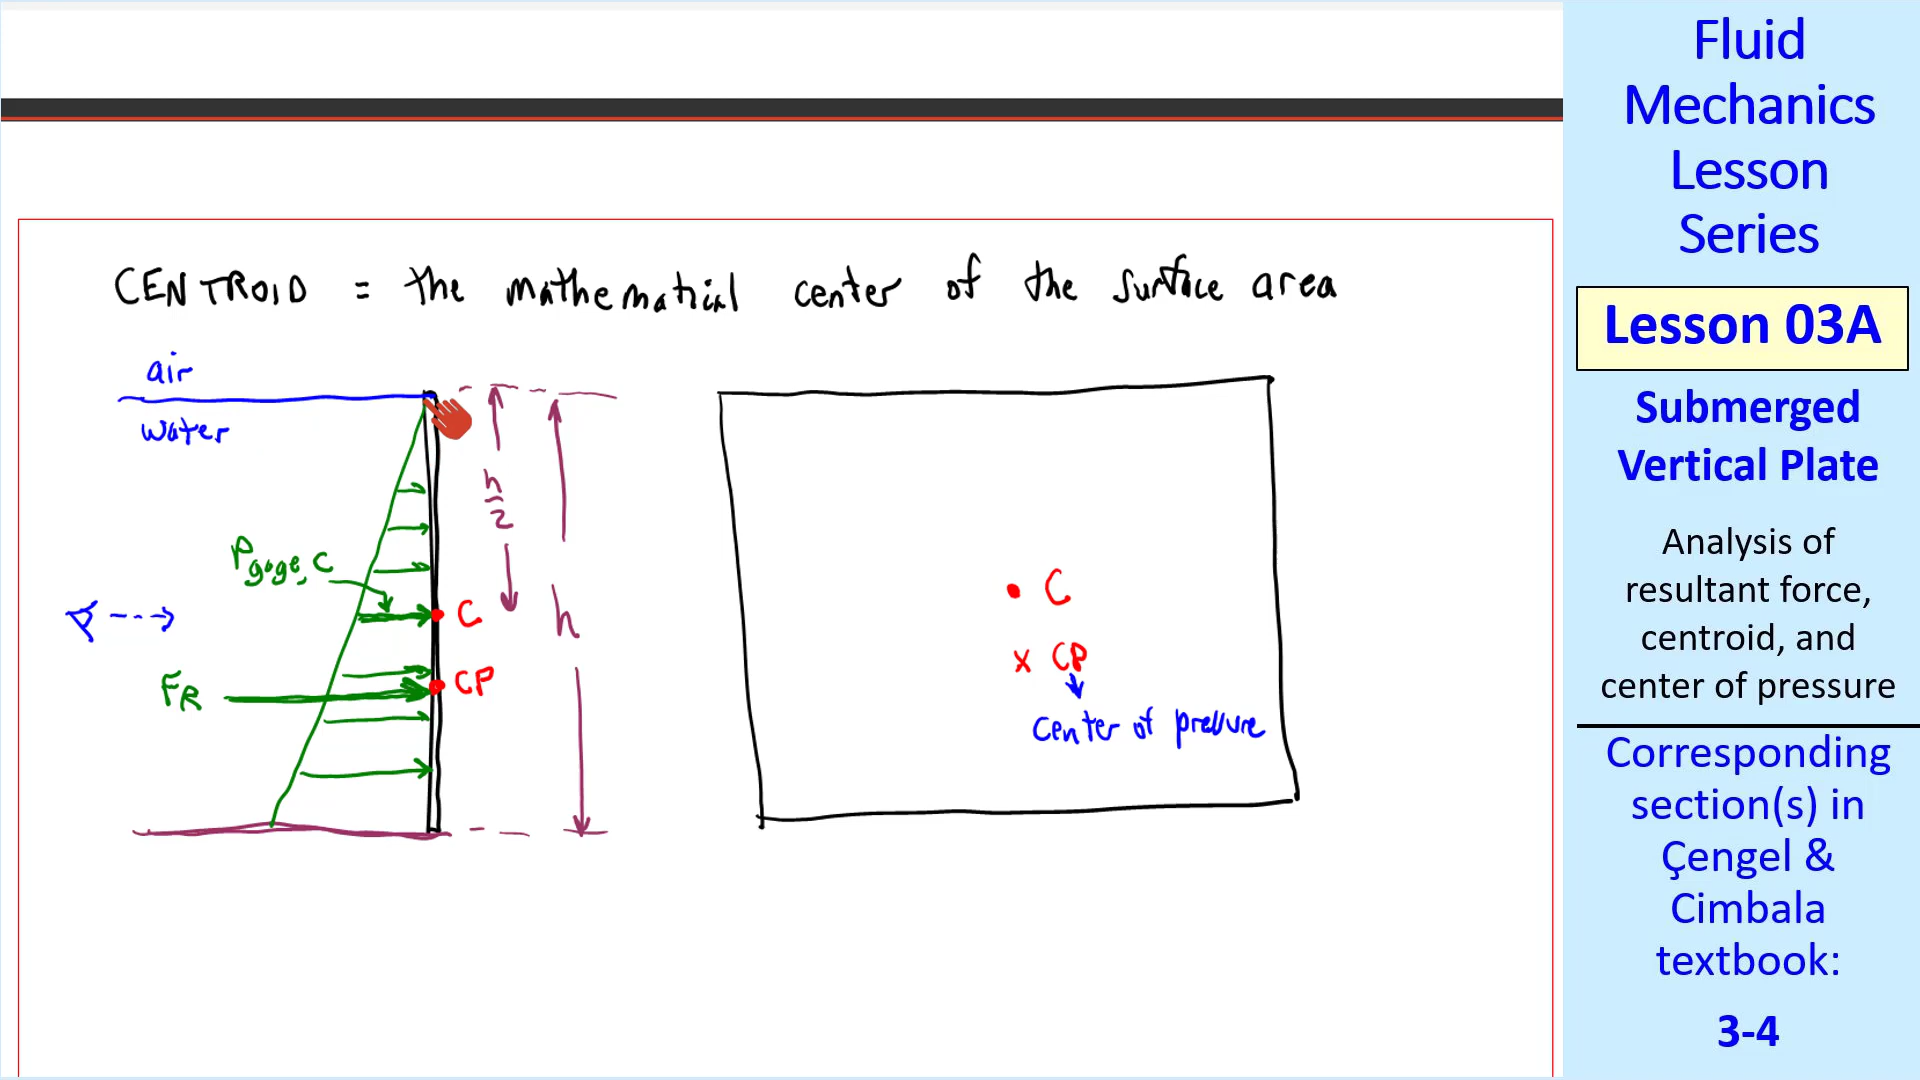 CENTROID = the mathematical center of the surface area
air
water
h/2
Pgage, C
h
C
FR
CP
C
x CP
center of pressure
Fluid
Mechanics
Lesson
Series
Lesson 03A
Submerged
Vertical Plate
Analysis of
resultant force,
centroid, and
center of pressure
Corresponding
section(s) in
Çengel &
Cimbala
textbook:
3-4